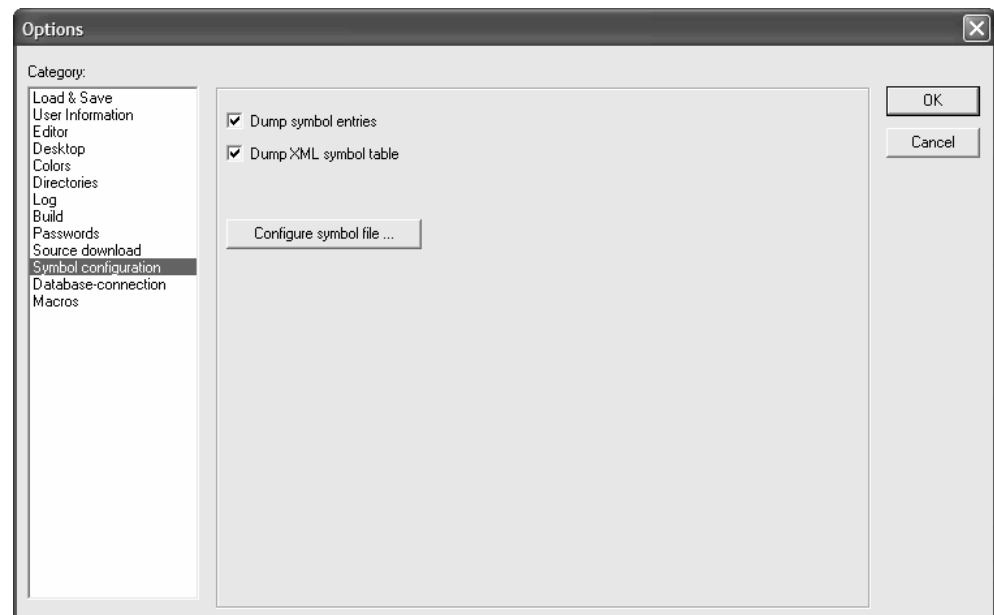 Options
Category:
Load & Save
User Information
Editor
Desktop
Colors
Directories
Log
Build
Passwords
Source download
Symbol configuration
Database-connection
Macros
Dump symbol entries
Dump XML symbol table
Configure symbol file ...
OK
Cancel